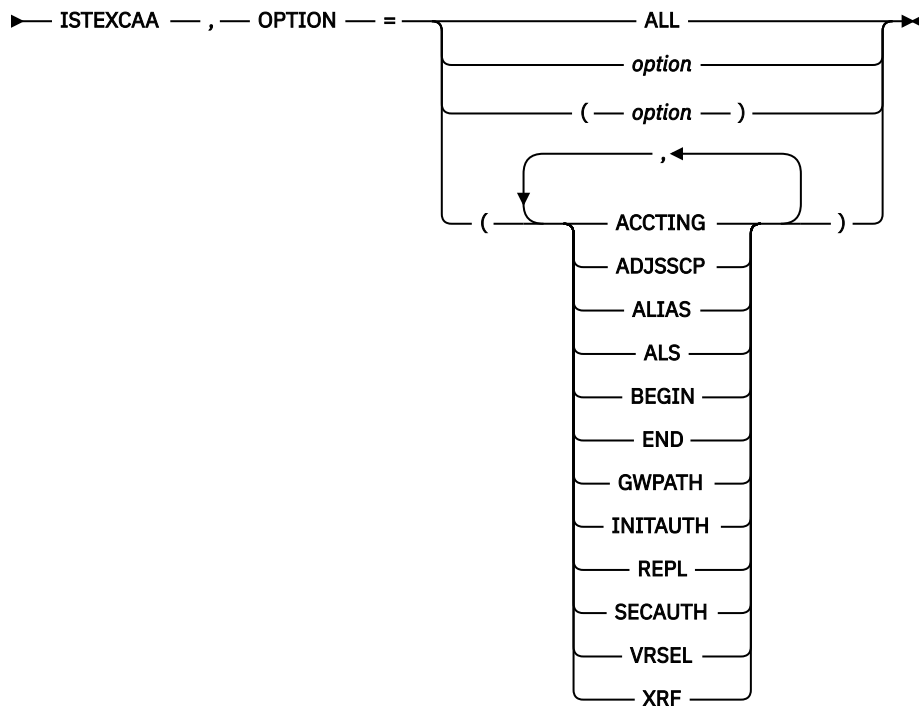 ISTEXCAA , OPTION = ALL
option
( option )
,
( ACCTING )
ADJSSCP
ALIAS
ALS
BEGIN
END
GWPATH
INITAUTH
REPL
SECAUTH
VRSEL
XRF